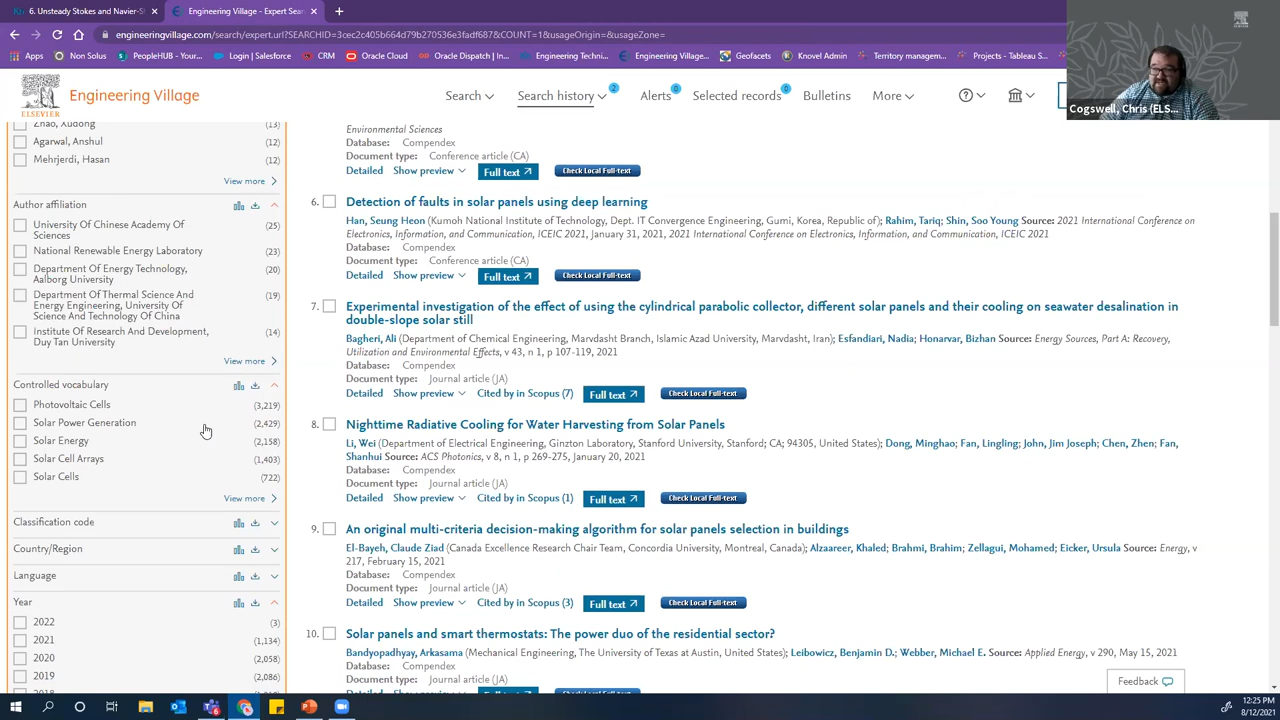 6. Unsteady Stokes and Navier-S
Engineering Village - Expert Sea
engineeringvillage.com/search/expert.url?SEARCHID=3cec2c405b664d79b270536e3fadf687&COUNT=1&usageOrigin=&usageZone=
Apps
Non Solus
PeopleHUB - Your...
Login | Salesforce
CRM
Oracle Cloud
Oracle Dispatch | In...
Engineering Techni...
Engineering Village...
Geofacets
Knovel Admin
Territory managem...
Projects - Tableau S...
ELSEVIER
Engineering Village
Search
Search history
2
Alerts
0
Selected records
0
Bulletins
More
Cogswell, Chris (ELS...
Zhao, Xudong (13)
Agarwal, Anshul (12)
Mehrjerdi, Hasan (12)
View more
Author affiliation
University Of Chinese Academy Of Sciences (25)
National Renewable Energy Laboratory (23)
Department Of Energy Technology, Aalborg University (20)
Department Of Thermal Science And Energy Engineering, University Of Science And Technology Of China (19)
Institute Of Research And Development, Duy Tan University (14)
View more
Controlled vocabulary
Photovoltaic Cells (3,219)
Solar Power Generation (2,429)
Solar Energy (2,158)
Solar Cell Arrays (1,403)
Solar Cells (722)
View more
Classification code
Country/Region
Language
Year
2022 (3)
2021 (1,134)
2020 (2,058)
2019 (2,086)
2018
Environmental Sciences
Database: Compendex
Document type: Conference article (CA)
Detailed Show preview Full text Check Local Full-text
6. Detection of faults in solar panels using deep learning
Han, Seung Heon (Kumoh National Institute of Technology, Dept. IT Convergence Engineering, Gumi, Korea, Republic of); Rahim, Tariq; Shin, Soo Young Source: 2021 International Conference on
Electronics, Information, and Communication, ICEIC 2021, January 31, 2021, 2021 International Conference on Electronics, Information, and Communication, ICEIC 2021
Database: Compendex
Document type: Conference article (CA)
Detailed Show preview Full text Check Local Full-text
7. Experimental investigation of the effect of using the cylindrical parabolic collector, different solar panels and their cooling on seawater desalination in
double-slope solar still
Bagheri, Ali (Department of Chemical Engineering, Marvdasht Branch, Islamic Azad University, Marvdasht, Iran); Esfandiari, Nadia; Honarvar, Bizhan Source: Energy Sources, Part A: Recovery,
Utilization and Environmental Effects, v 43, n 1, p 107-119, 2021
Database: Compendex
Document type: Journal article (JA)
Detailed Show preview Cited by in Scopus (7) Full text Check Local Full-text
8. Nighttime Radiative Cooling for Water Harvesting from Solar Panels
Li, Wei (Department of Electrical Engineering, Ginzton Laboratory, Stanford University, Stanford; CA; 94305, United States); Dong, Minghao; Fan, Lingling; John, Jim Joseph; Chen, Zhen; Fan,
Shanhui Source: ACS Photonics, v 8, n 1, p 269-275, January 20, 2021
Database: Compendex
Document type: Journal article (JA)
Detailed Show preview Cited by in Scopus (1) Full text Check Local Full-text
9. An original multi-criteria decision-making algorithm for solar panels selection in buildings
El-Bayeh, Claude Ziad (Canada Excellence Research Chair Team, Concordia University, Montreal, Canada); Alzaareer, Khaled; Brahmi, Brahim; Zellagui, Mohamed; Eicker, Ursula Source: Energy, v
217, February 15, 2021
Database: Compendex
Document type: Journal article (JA)
Detailed Show preview Cited by in Scopus (3) Full text Check Local Full-text
10. Solar panels and smart thermostats: The power duo of the residential sector?
Bandyopadhyay, Arkasama (Mechanical Engineering, The University of Texas at Austin, United States); Leibowicz, Benjamin D.; Webber, Michael E. Source: Applied Energy, v 290, May 15, 2021
Database: Compendex
Document type: Journal article (JA)
Feedback
12:25 PM
8/12/2021